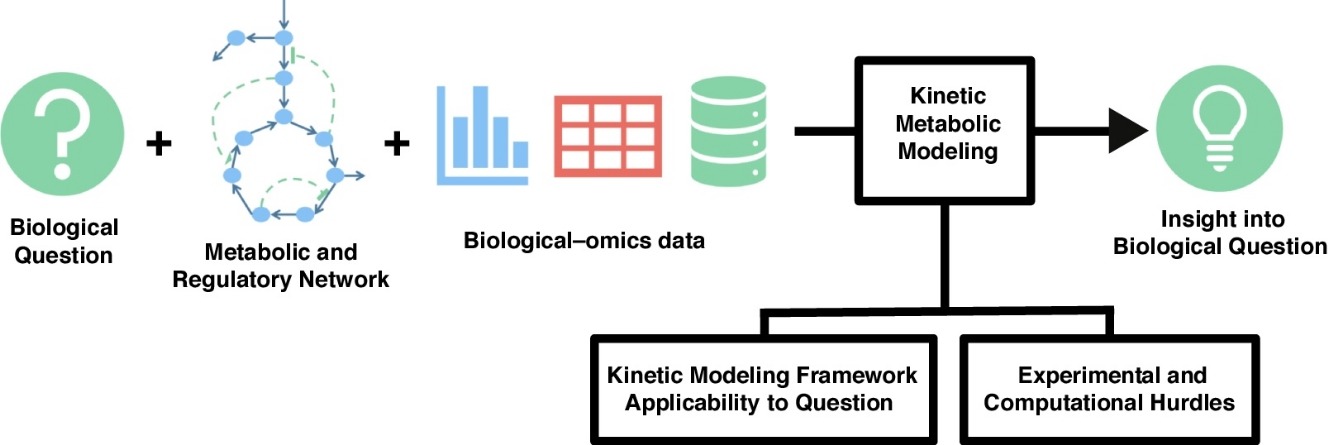 Biological
Question
+
Metabolic and
Regulatory Network
+
Biological–omics data
Kinetic
Metabolic
Modeling
Insight into
Biological Question
Kinetic Modeling Framework
Applicability to Question
Experimental and
Computational Hurdles